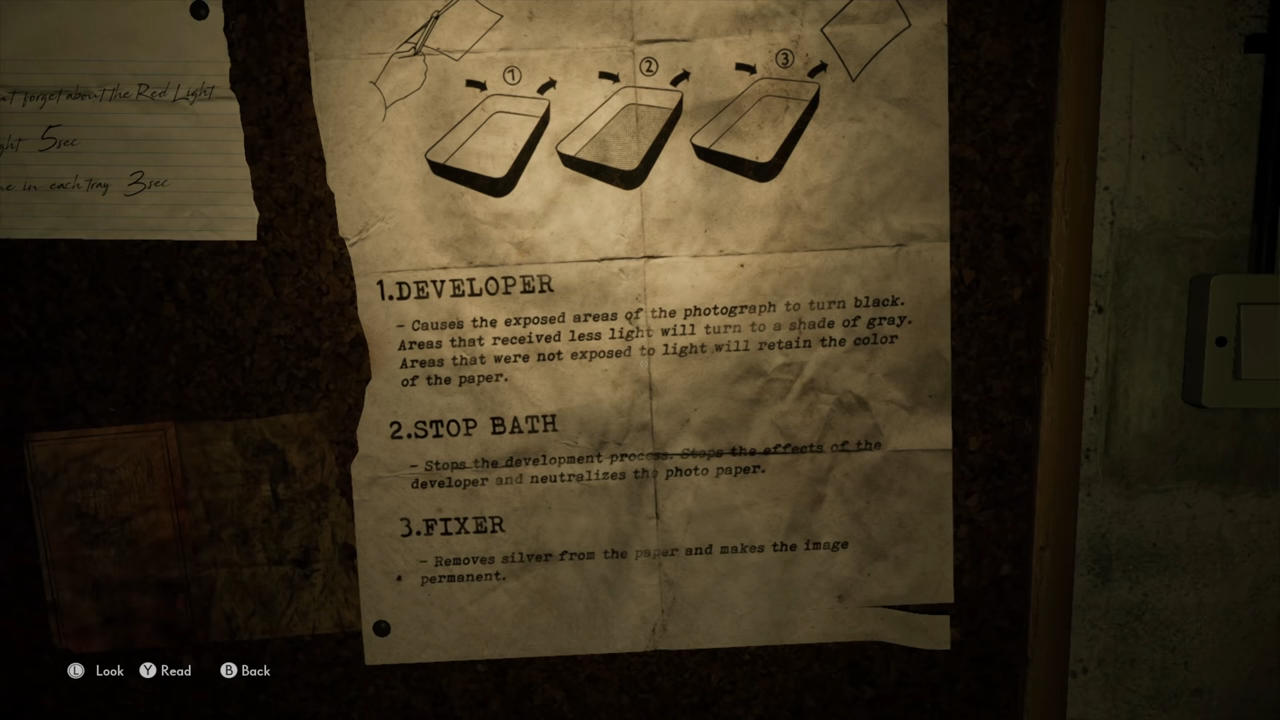 forget about the Red Light
5sec
in each tray 3sec
1 2 3
1.DEVELOPER
– Causes the exposed areas of the photograph to turn black.
Areas that received less light will turn to a shade of gray.
Areas that were not exposed to light will retain the color
of the paper.
2.STOP BATH
– Stops the development process. Stops the effects of the
developer and neutralizes the photo paper.
3.FIXER
– Removes silver from the paper and makes the image
permanent.
L Look Y Read B Back